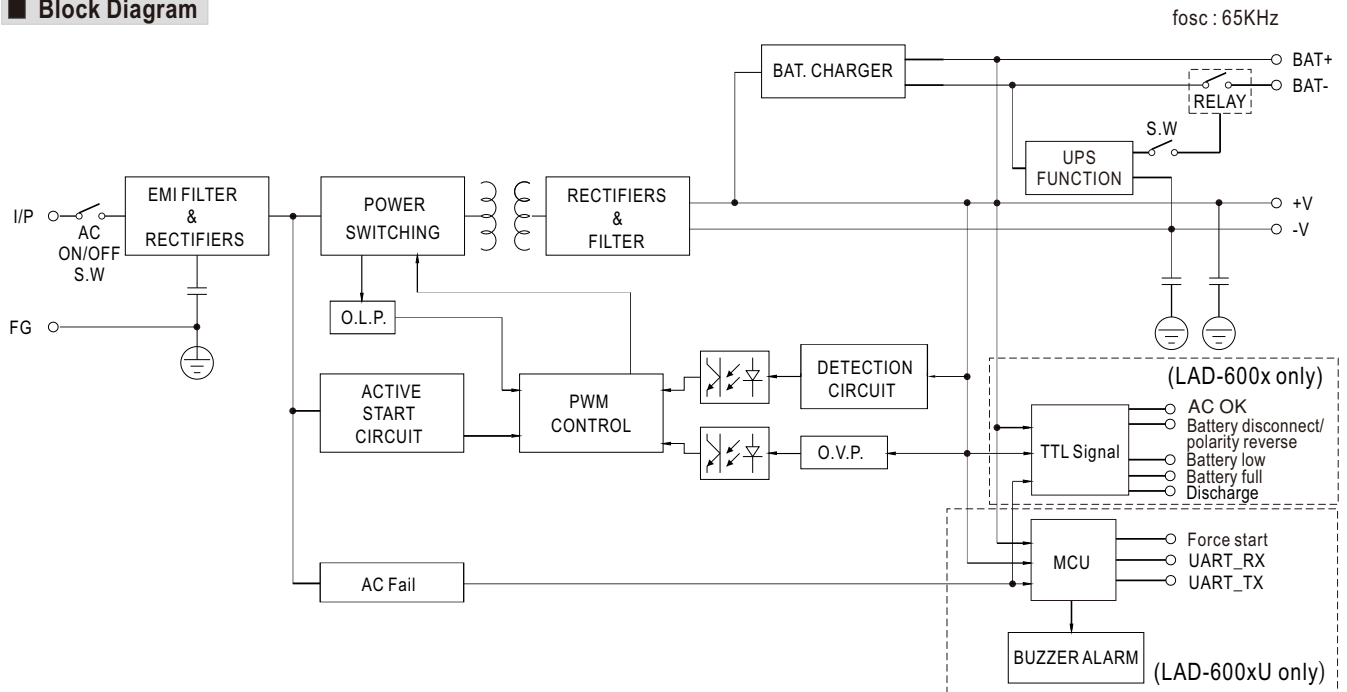 Block Diagram
fosc : 65KHz
BAT. CHARGER
BAT+
BAT-
RELAY
S.W
UPS
FUNCTION
I/P
AC
ON/OFF
S.W
EMI FILTER
&
RECTIFIERS
POWER
SWITCHING
RECTIFIERS
&
FILTER
+V
-V
FG
O.L.P.
ACTIVE
START
CIRCUIT
PWM
CONTROL
DETECTION
CIRCUIT
O.V.P.
(LAD-600x only)
TTL Signal
AC OK
Battery disconnect/
polarity reverse
Battery low
Battery full
Discharge
AC Fail
MCU
Force start
UART_RX
UART_TX
BUZZER ALARM
(LAD-600xU only)